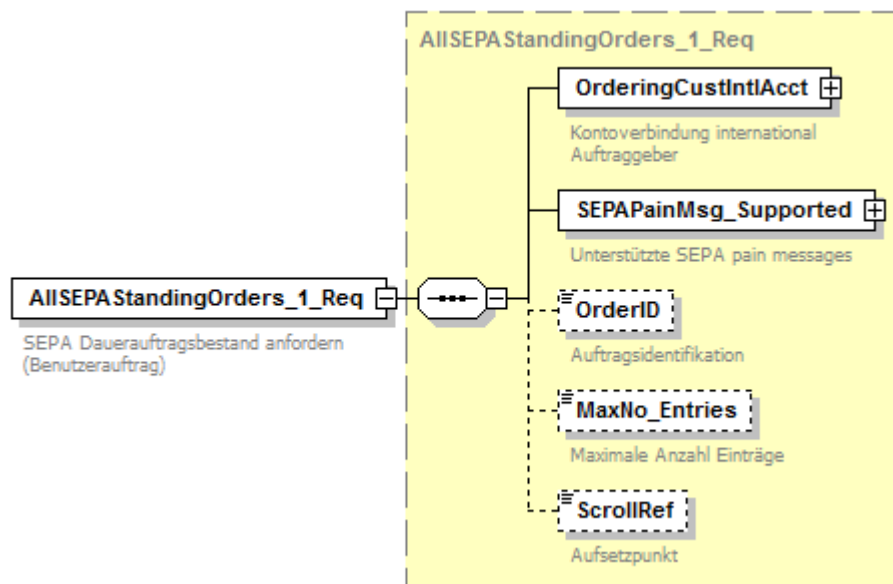 AllSEPAStandingOrders_1_Req
OrderingCustIntlAcct
Kontoverbindung international
Auftraggeber
SEPAPainMsg_Supported
Unterstützte SEPA pain messages
AllSEPAStandingOrders_1_Req
SEPA Dauerauftragsbestand anfordern
(Benutzerauftrag)
OrderID
Auftragsidentifikation
MaxNo_Entries
Maximale Anzahl Einträge
ScrollRef
Aufsetzpunkt